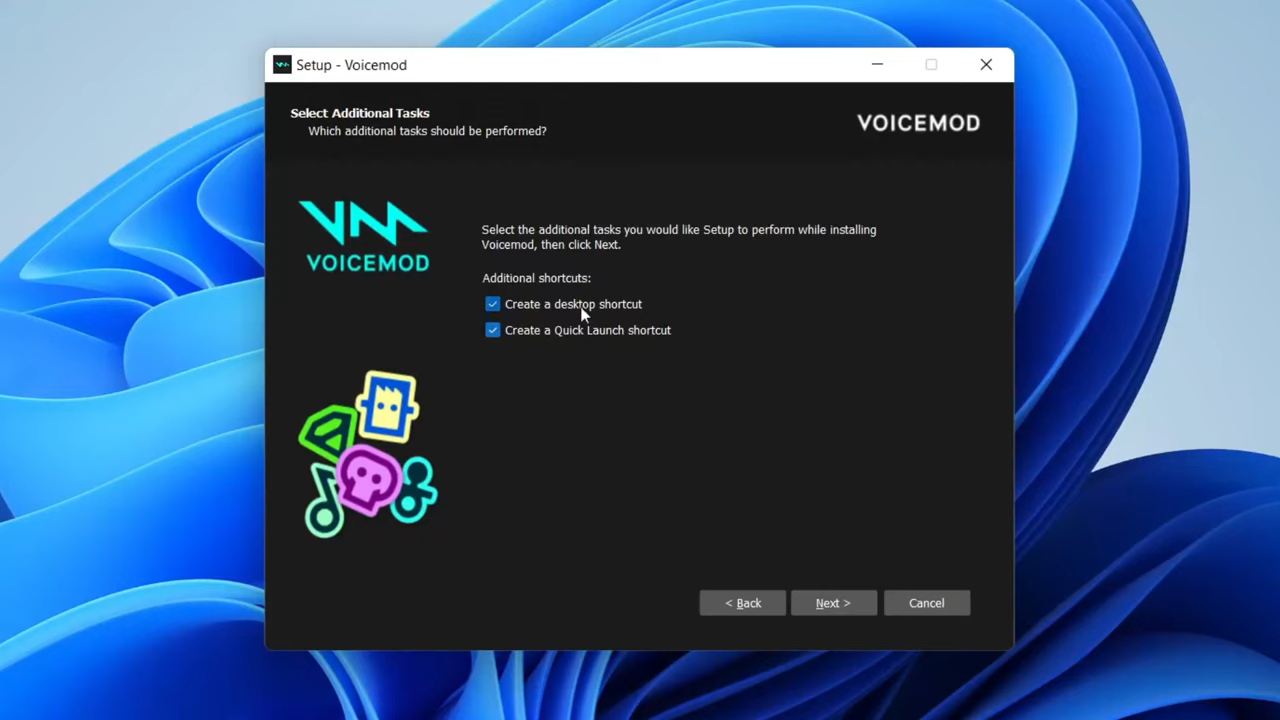 Setup - Voicemod
Select Additional Tasks
Which additional tasks should be performed?
VOICEMOD
VM
VOICEMOD
Select the additional tasks you would like Setup to perform while installing
Voicemod, then click Next.
Additional shortcuts:
Create a desktop shortcut
Create a Quick Launch shortcut
< Back
Next >
Cancel